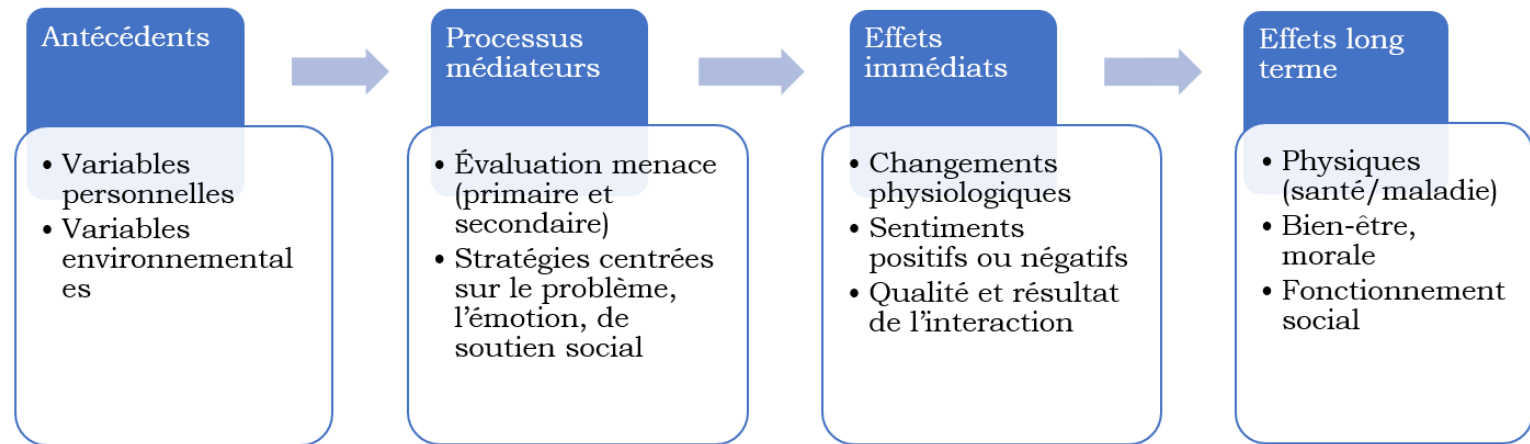 Antécédents
• Variables
personnelles
• Variables
environnemental
es
Processus
médiateurs
• Évaluation menace
(primaire et
secondaire)
• Stratégies centrées
sur le problème,
l’émotion, de
soutien social
Effets
immédiats
• Changements
physiologiques
• Sentiments
positifs ou négatifs
• Qualité et résultat
de l’interaction
Effets long
terme
• Physiques
(santé/maladie)
• Bien-être,
morale
• Fonctionnement
social